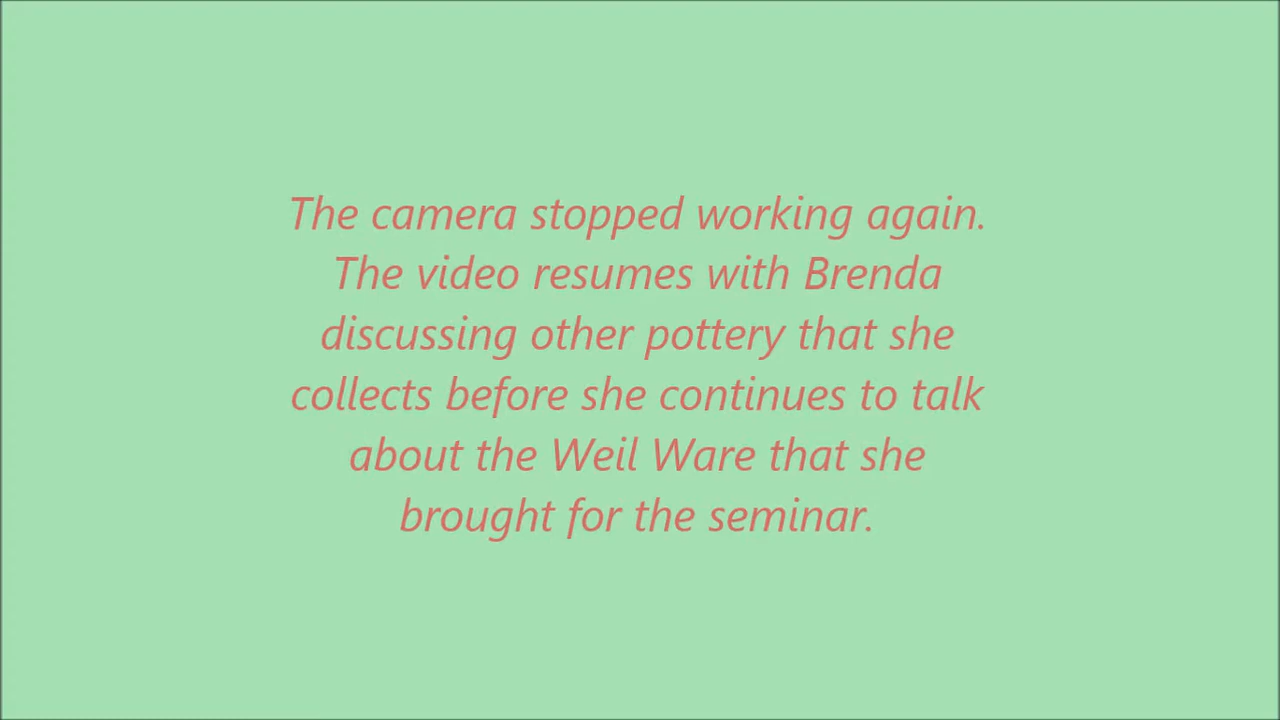 The camera stopped working again.
The video resumes with Brenda
discussing other pottery that she
collects before she continues to talk
about the Weil Ware that she
brought for the seminar.